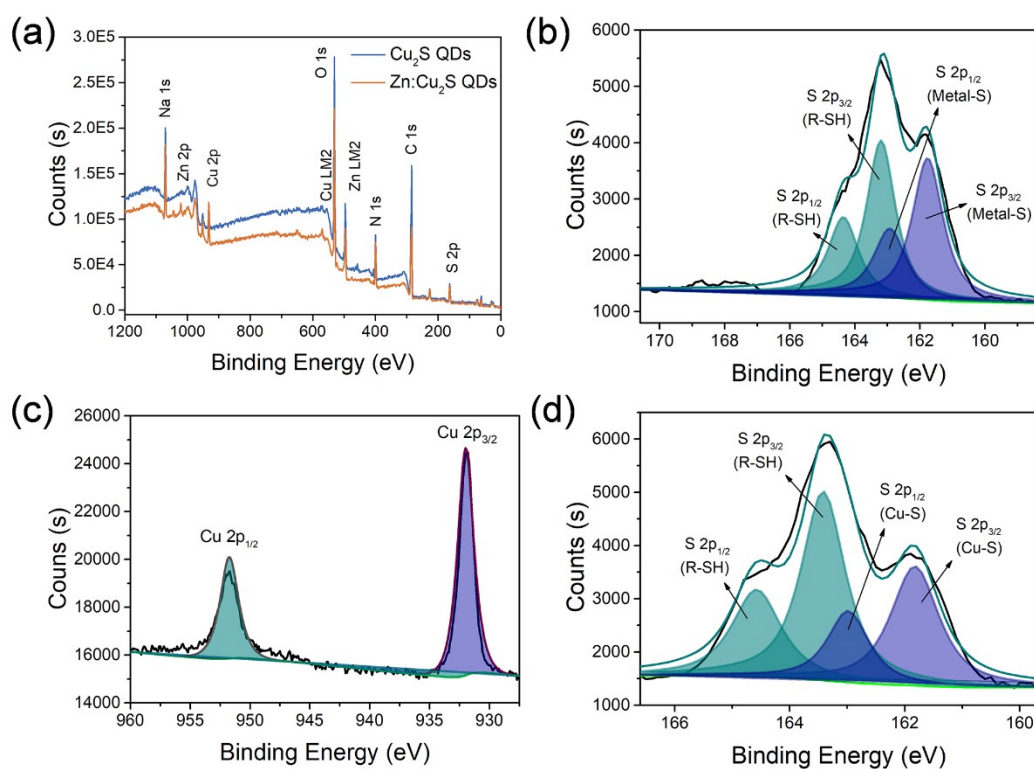 (a)
3.0E5
2.5E5
2.0E5
1.5E5
1.0E5
5.0E4
0.0
Counts (s)
Na 1s
Zn 2p
Cu 2p
O 1s
Cu LM2
Zn LM2
N 1s
C 1s
S 2p
Cu₂S QDs
Zn:Cu₂S QDs
1200 1000 800 600 400 200 0
Binding Energy (eV)
(b)
6000
5000
4000
3000
2000
1000
Counts (s)
S 2p₁/₂
(Metal-S)
S 2p₃/₂
(R-SH)
S 2p₁/₂
(R-SH)
S 2p₃/₂
(Metal-S)
170 168 166 164 162 160
Binding Energy (eV)
(c)
26000
24000
22000
20000
18000
16000
14000
Couns (s)
Cu 2p₃/₂
Cu 2p₁/₂
960 955 950 945 940 935 930
Binding Energy (eV)
(d)
6000
5000
4000
3000
2000
1000
Counts (s)
S 2p₃/₂
(R-SH)
S 2p₁/₂
(Cu-S)
S 2p₃/₂
(Cu-S)
S 2p₁/₂
(R-SH)
166 164 162 160
Binding Energy (eV)